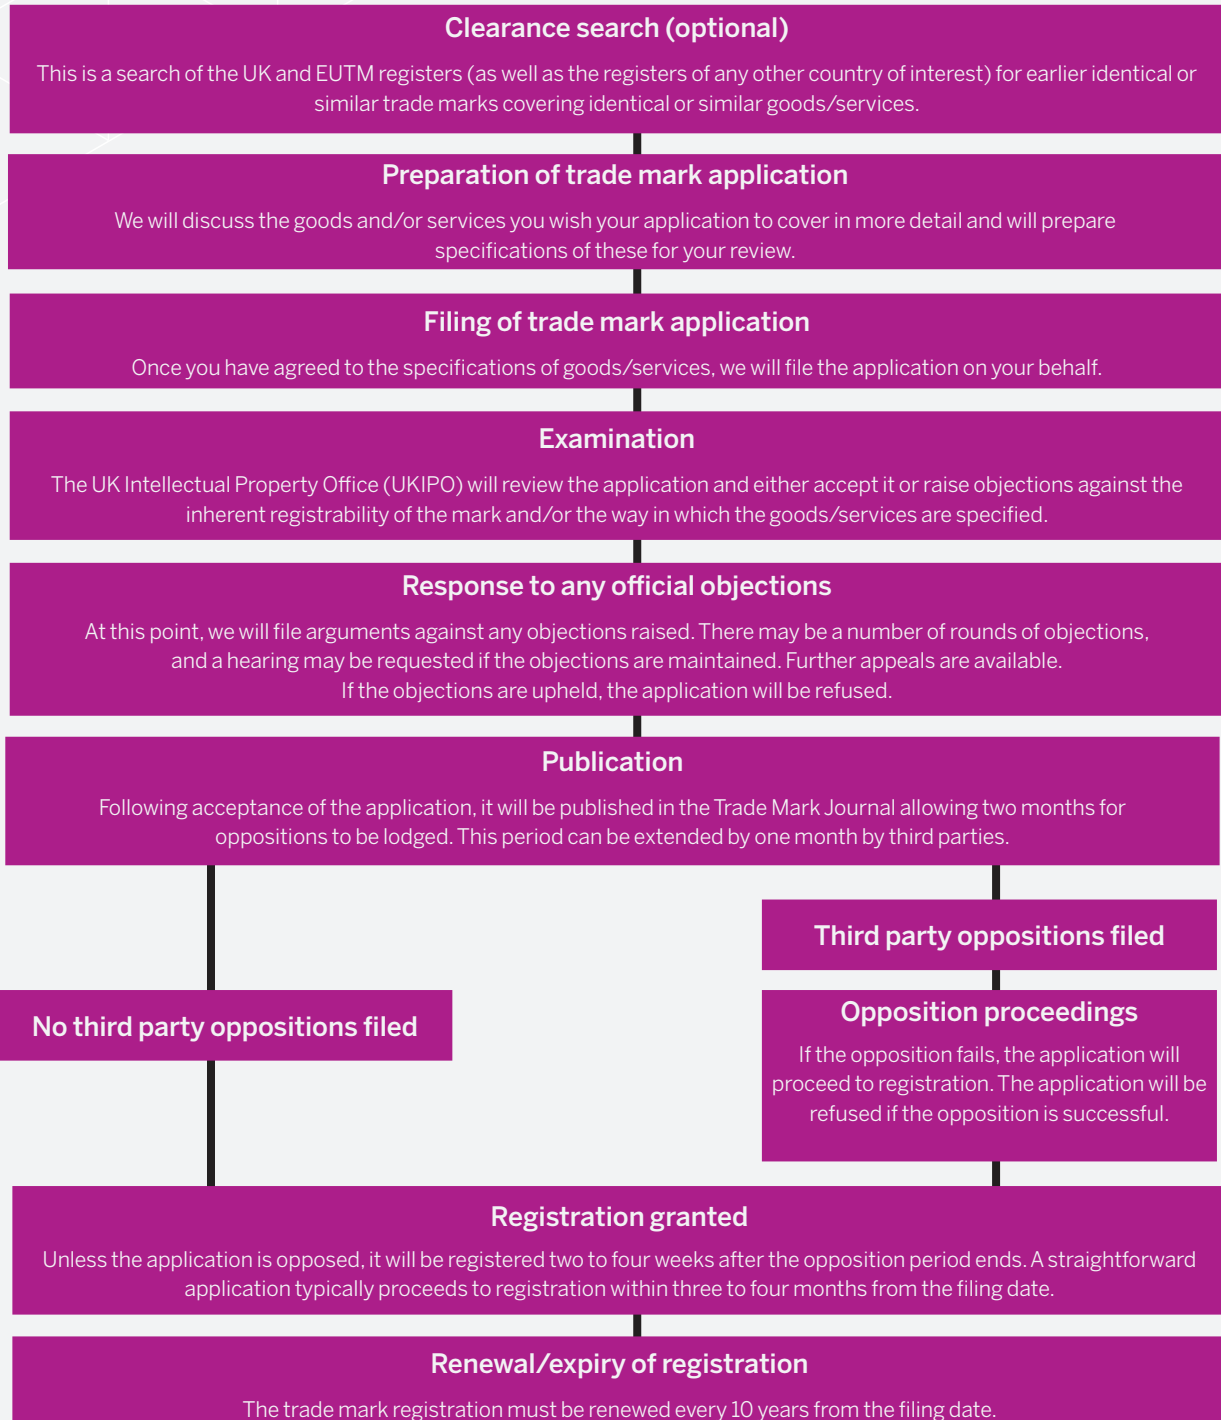 Clearance search (optional)
This is a search of the UK and EUTM registers (as well as the registers of any other country of interest) for earlier identical or
similar trade marks covering identical or similar goods/services.
Preparation of trade mark application
We will discuss the goods and/or services you wish your application to cover in more detail and will prepare
specifications of these for your review.
Filing of trade mark application
Once you have agreed to the specifications of goods/services, we will file the application on your behalf.
Examination
The UK Intellectual Property Office (UKIPO) will review the application and either accept it or raise objections against the
inherent registrability of the mark and/or the way in which the goods/services are specified.
Response to any official objections
At this point, we will file arguments against any objections raised. There may be a number of rounds of objections,
and a hearing may be requested if the objections are maintained. Further appeals are available.
If the objections are upheld, the application will be refused.
Publication
Following acceptance of the application, it will be published in the Trade Mark Journal allowing two months for
oppositions to be lodged. This period can be extended by one month by third parties.
No third party oppositions filed
Third party oppositions filed
Opposition proceedings
If the opposition fails, the application will
proceed to registration. The application will be
refused if the opposition is successful.
Registration granted
Unless the application is opposed, it will be registered two to four weeks after the opposition period ends. A straightforward
application typically proceeds to registration within three to four months from the filing date.
Renewal/expiry of registration
The trade mark registration must be renewed every 10 years from the filing date.